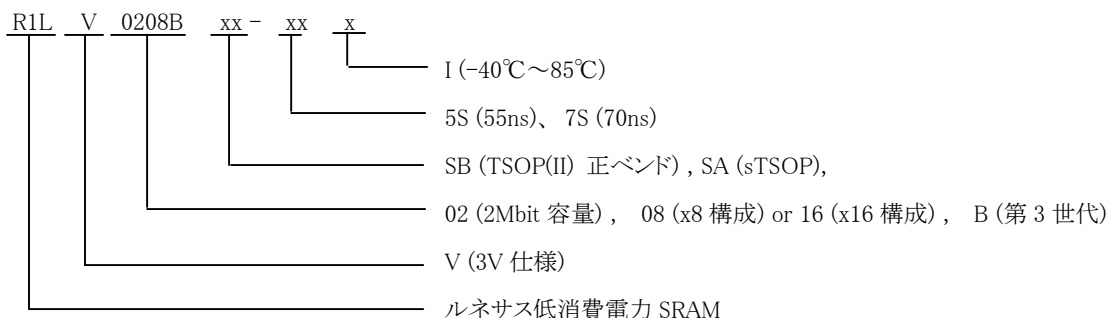 R1L V 0208B xx - xx x
I (-40℃～85℃)
5S (55ns)、 7S (70ns)
SB (TSOP(II) 正ベンド) , SA (sTSOP),
02 (2Mbit 容量) , 08 (x8 構成) or 16 (x16 構成) , B (第 3 世代)
V (3V 仕様)
ルネサス低消費電力 SRAM